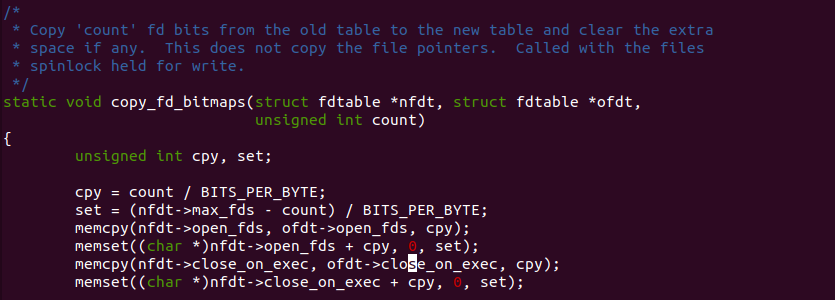 /*
 * Copy 'count' fd bits from the old table to the new table and clear the extra
 * space if any.  This does not copy the file pointers.  Called with the files
 * spinlock held for write.
 */
static void copy_fd_bitmaps(struct fdtable *nfdt, struct fdtable *ofdt,
                            unsigned int count)
{
        unsigned int cpy, set;

        cpy = count / BITS_PER_BYTE;
        set = (nfdt->max_fds - count) / BITS_PER_BYTE;
        memcpy(nfdt->open_fds, ofdt->open_fds, cpy);
        memset((char *)nfdt->open_fds + cpy, 0, set);
        memcpy(nfdt->close_on_exec, ofdt->close_on_exec, cpy);
        memset((char *)nfdt->close_on_exec + cpy, 0, set);